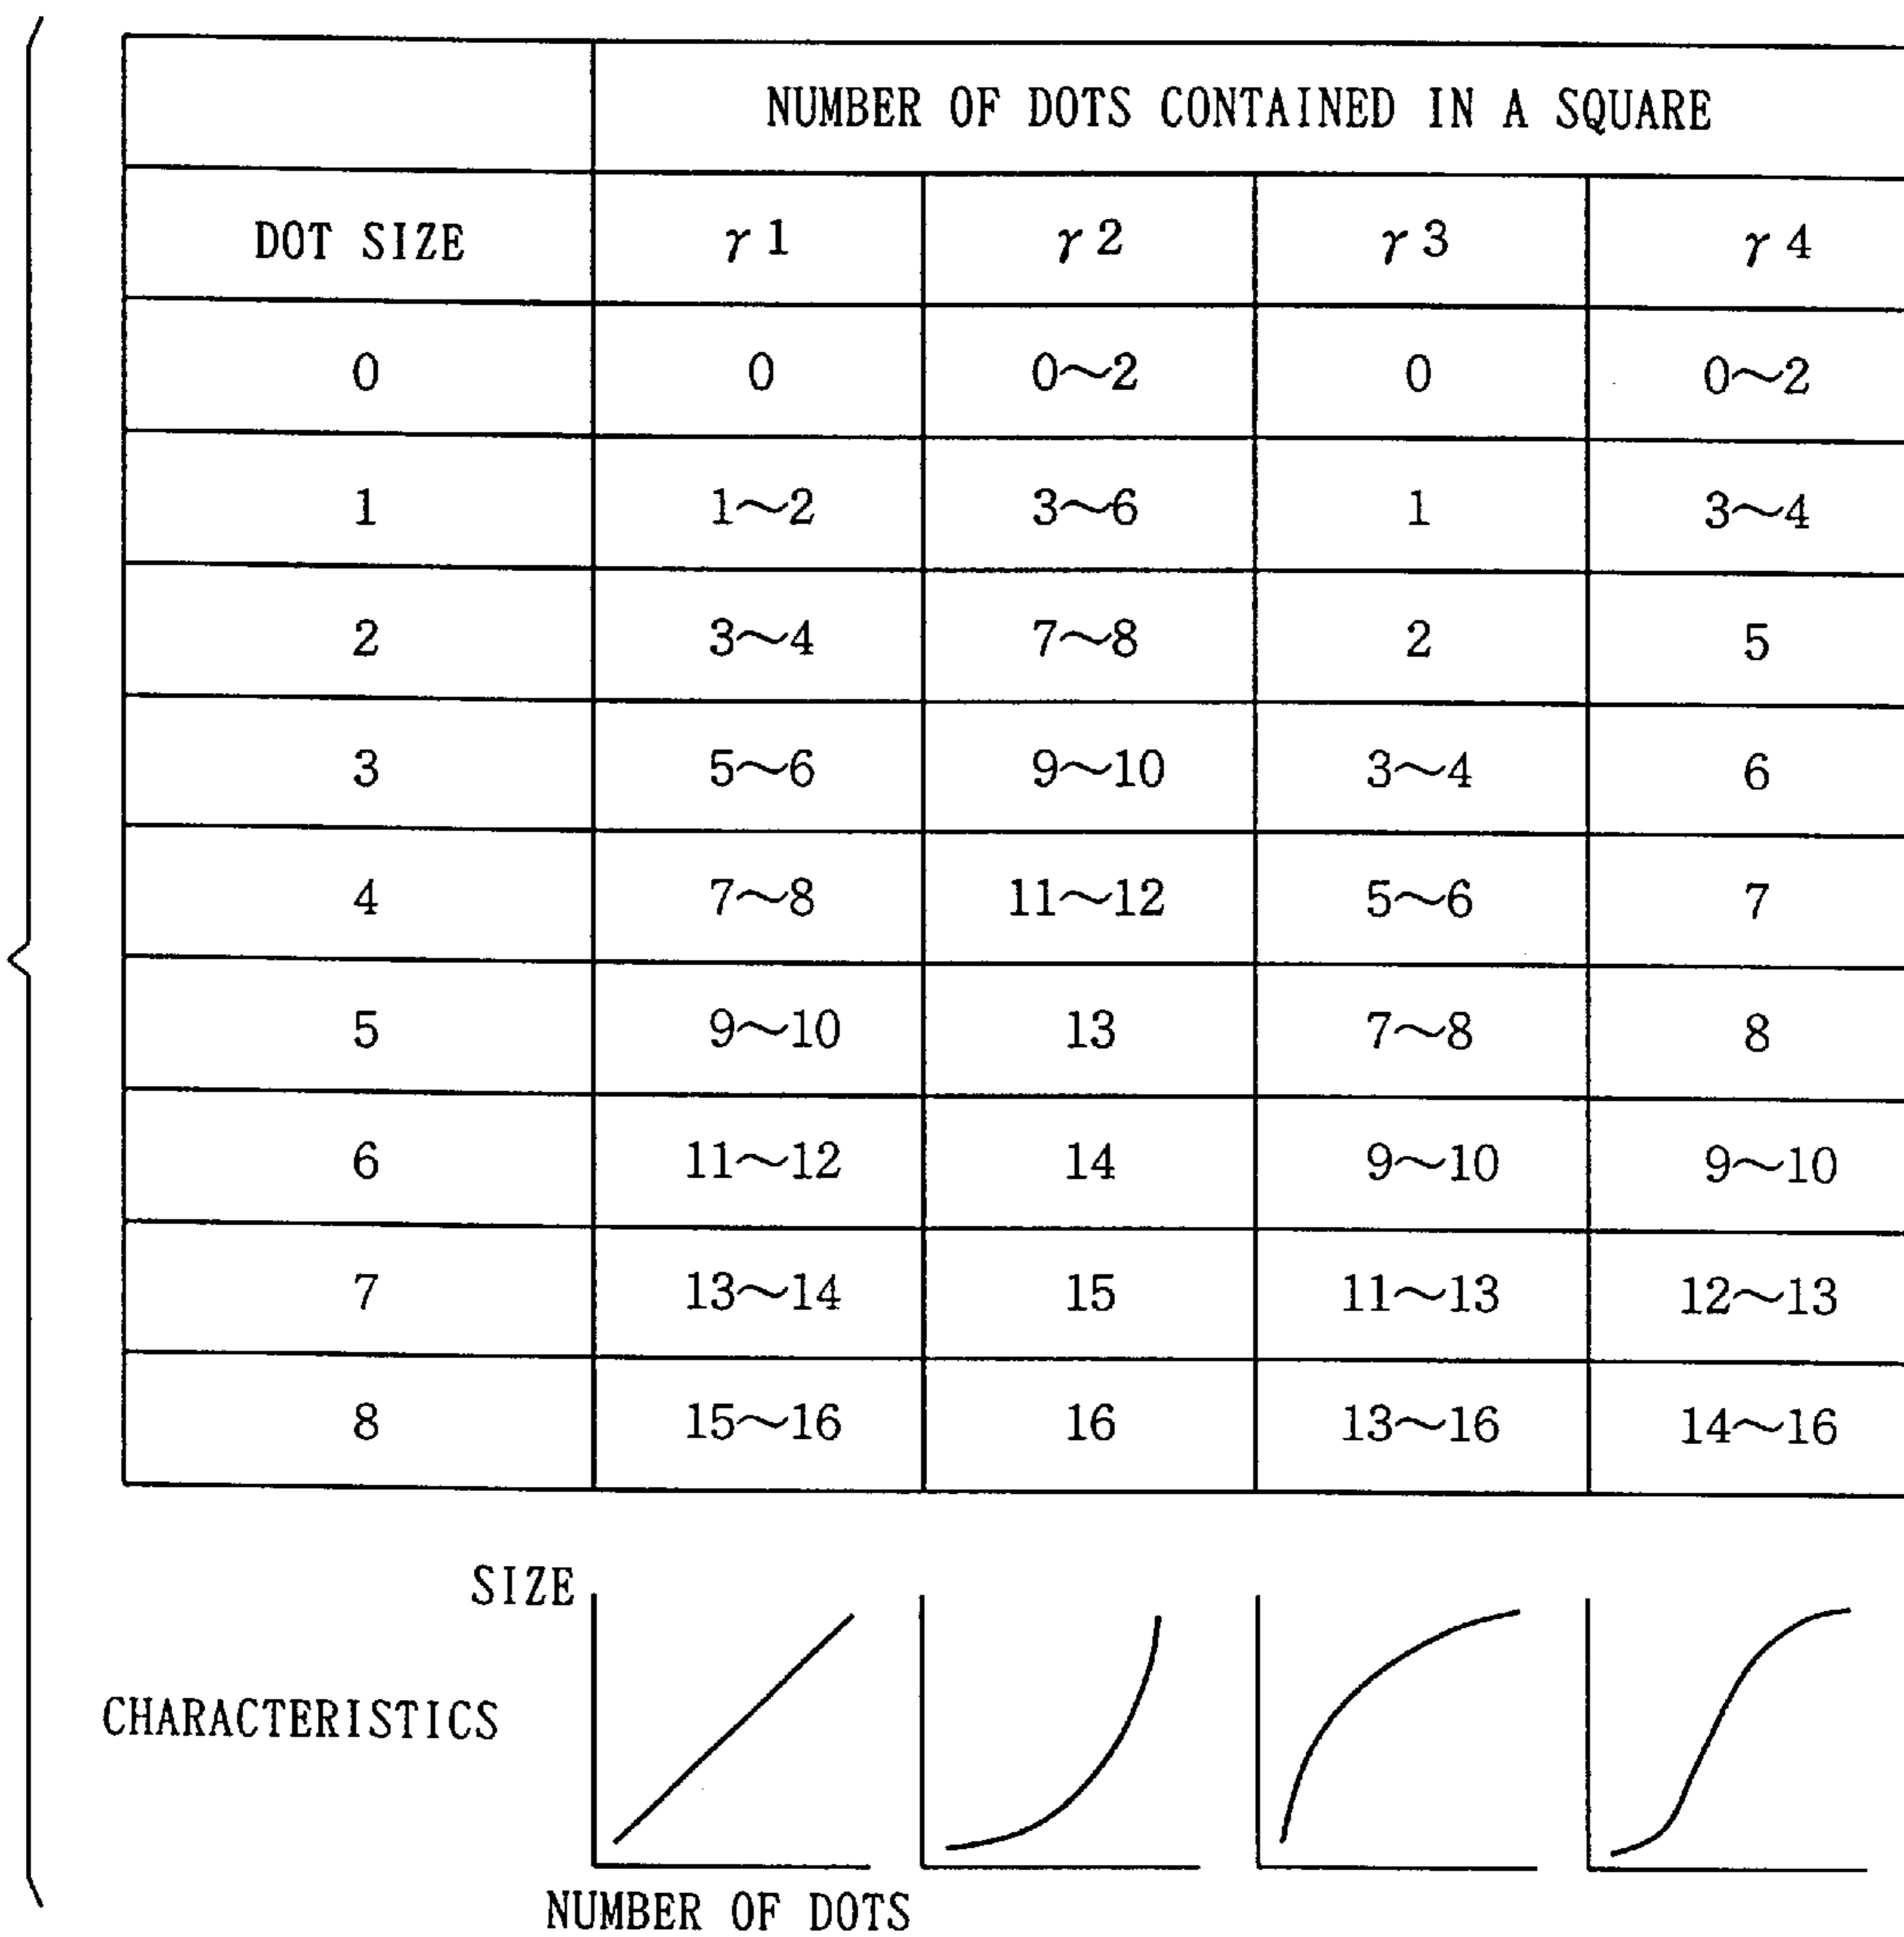 NUMBER OF DOTS CONTAINED IN A SQUARE
DOT SIZE γ1 γ2 γ3 γ4
0 0 0～2 0 0～2
1 1～2 3～6 1 3～4
2 3～4 7～8 2 5
3 5～6 9～10 3～4 6
4 7～8 11～12 5～6 7
5 9～10 13 7～8 8
6 11～12 14 9～10 9～10
7 13～14 15 11～13 12～13
8 15～16 16 13～16 14～16
SIZE
CHARACTERISTICS
NUMBER OF DOTS